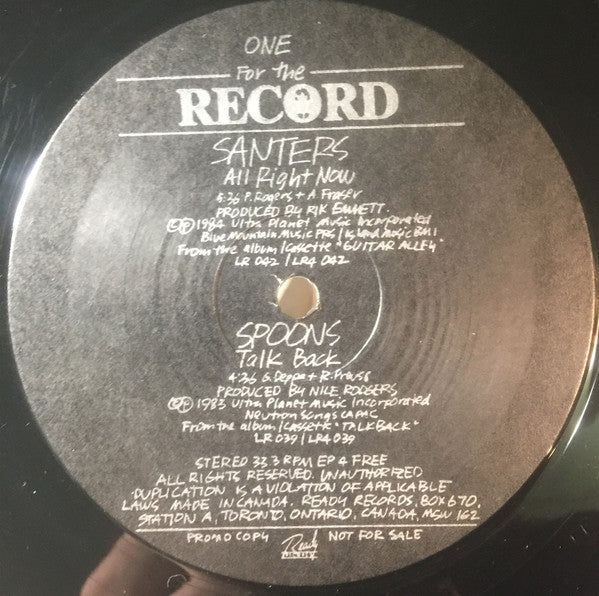 ONE
For the
RECORD
SANTERS
All Right Now
4:36 P. Rogers + A. Fraser
PRODUCED BY RIK EMMETT.
©℗ 1984 Ultra Planet Music Incorporated
Blue Mountain Music PRS / Island Music BMI
From the album/cassette "GUITAR ALLEY"
LR 042 / LR4 042
SPOONS
Talk Back
4:36 G. Deppe + R. Preuss
PRODUCED BY NILE RODGERS
©℗ 1983 Ultra Planet Music Incorporated
Neutron Songs CAPAC
From the album/cassette "TALKBACK"
LR 039 / LR4 039
STEREO 33.3 RPM EP 4 FREE
ALL RIGHTS RESERVED. UNAUTHORIZED
DUPLICATION IS A VIOLATION OF APPLICABLE
LAWS MADE IN CANADA. READY RECORDS, BOX 670,
STATION A, TORONTO, ONTARIO, CANADA, M5W 1G2
PROMO COPY Ready NOT FOR SALE